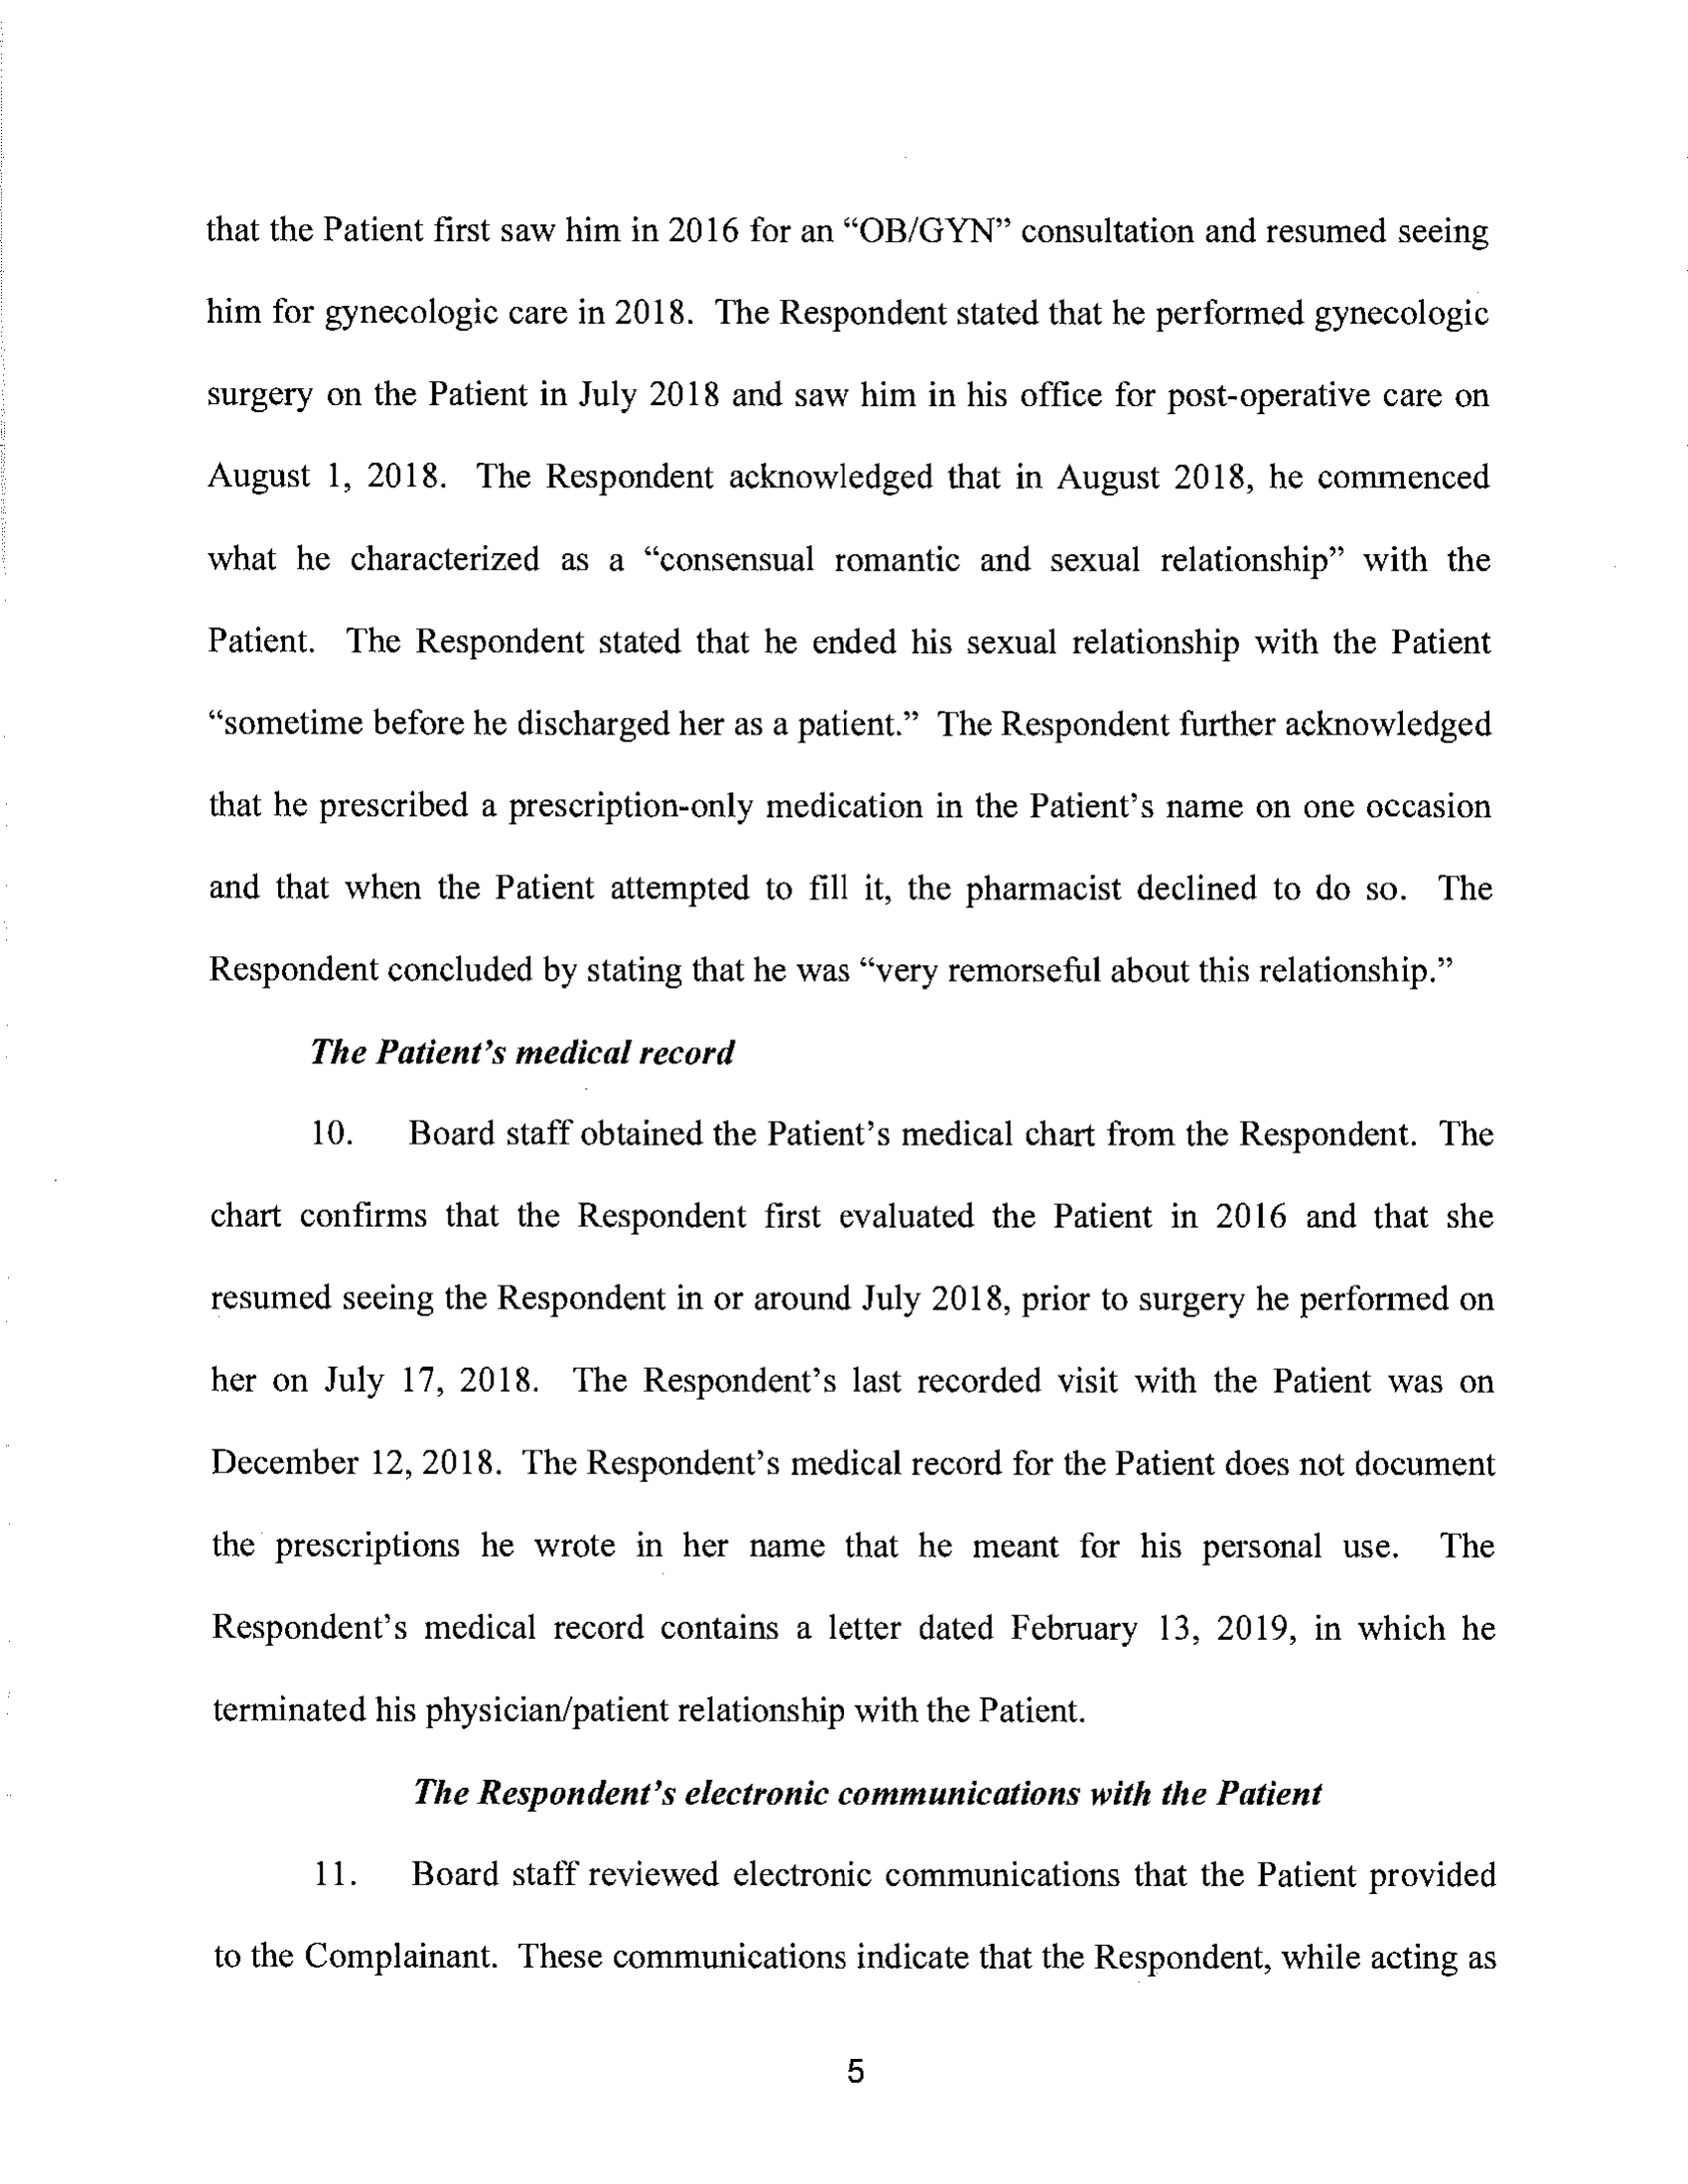 that the Patient first saw him in 2016 for an “OB/GYN” consultation and resumed seeing
him for gynecologic care in 2018. The Respondent stated that he performed gynecologic
surgery on the Patient in July 2018 and saw him in his office for post-operative care on
August 1, 2018. The Respondent acknowledged that in August 2018, he commenced
what he characterized as a “consensual romantic and sexual relationship” with the
Patient. The Respondent stated that he ended his sexual relationship with the Patient
“sometime before he discharged her as a patient.” The Respondent further acknowledged
that he prescribed a prescription-only medication in the Patient’s name on one occasion
and that when the Patient attempted to fill it, the pharmacist declined to do so. The
Respondent concluded by stating that he was “very remorseful about this relationship.”
The Patient’s medical record
10. Board staff obtained the Patient’s medical chart from the Respondent. The
chart confirms that the Respondent first evaluated the Patient in 2016 and that she
resumed seeing the Respondent in or around July 2018, prior to surgery he performed on
her on July 17, 2018. The Respondent’s last recorded visit with the Patient was on
December 12, 2018. The Respondent’s medical record for the Patient does not document
the prescriptions he wrote in her name that he meant for his personal use. The
Respondent’s medical record contains a letter dated February 13, 2019, in which he
terminated his physician/patient relationship with the Patient.
The Respondent’s electronic communications with the Patient
11. Board staff reviewed electronic communications that the Patient provided
to the Complainant. These communications indicate that the Respondent, while acting as
5